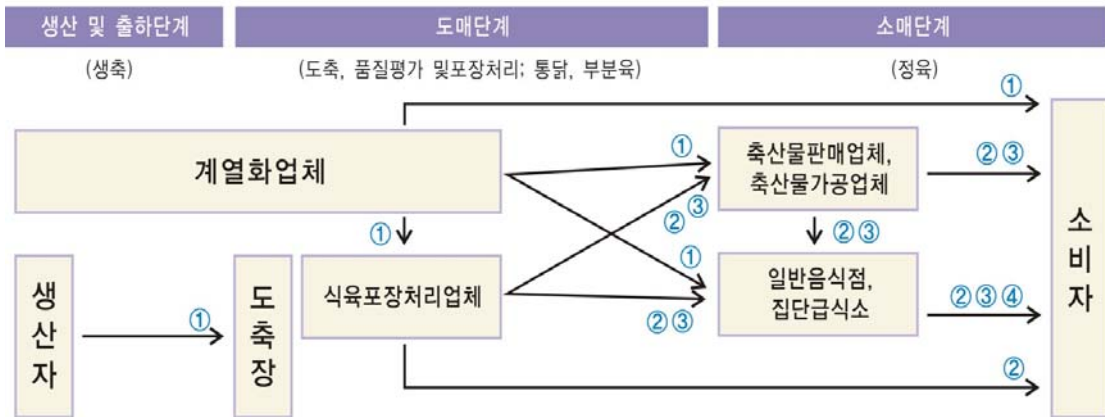 생산 및 출하단계
도매단계
소매단계
(생축)
(도축, 품질평가 및포장처리; 통닭, 부분육)
(정육)
①
계열화업체
①
축산물판매업체,
축산물가공업체
②③
①
②
③
②③
소비자
생산자
①
도축장
식육포장처리업체
①
②③
일반음식점,
집단급식소
②③④
②